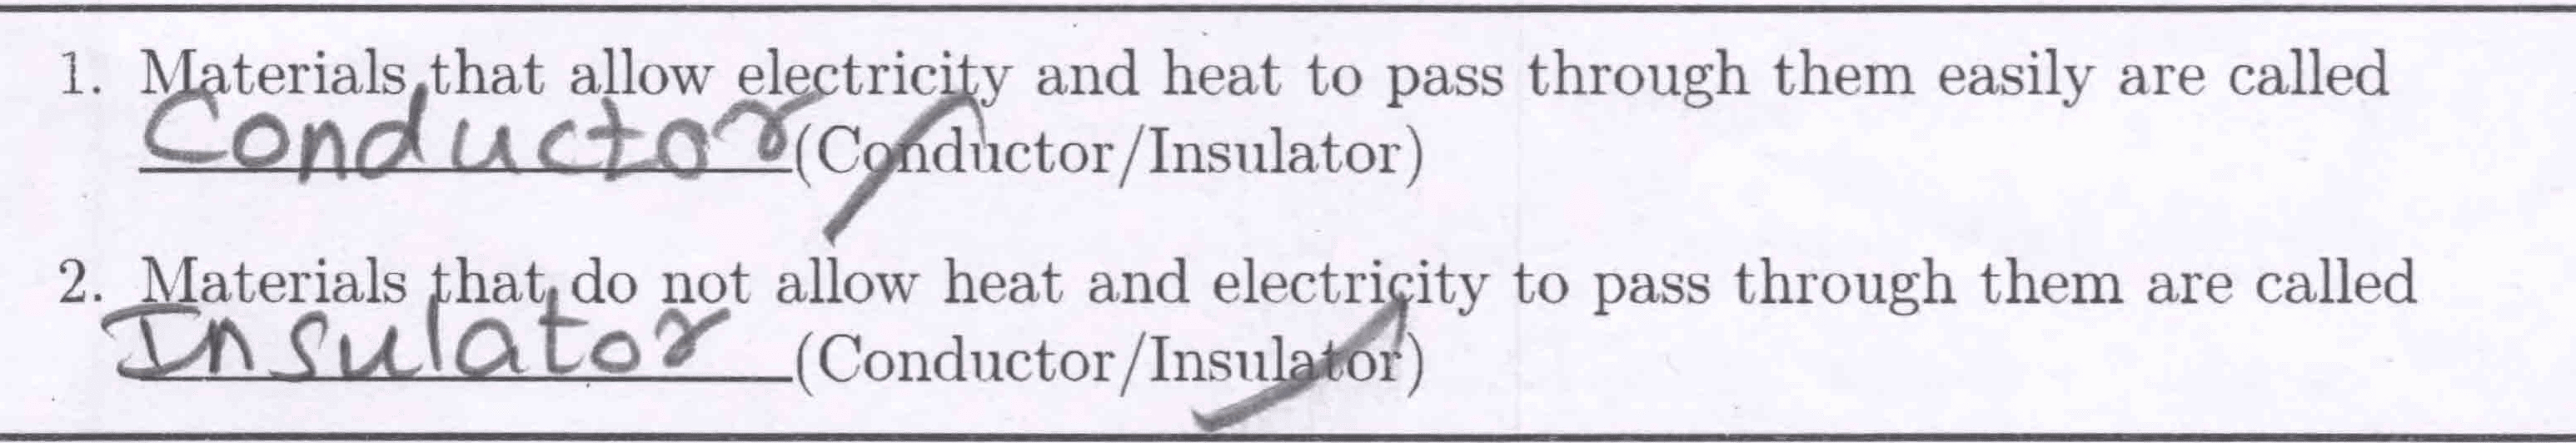 1. Materials that allow electricity and heat to pass through them easily are called
Conductor (Conductor/Insulator)
2. Materials that do not allow heat and electricity to pass through them are called
Insulator (Conductor/Insulator)